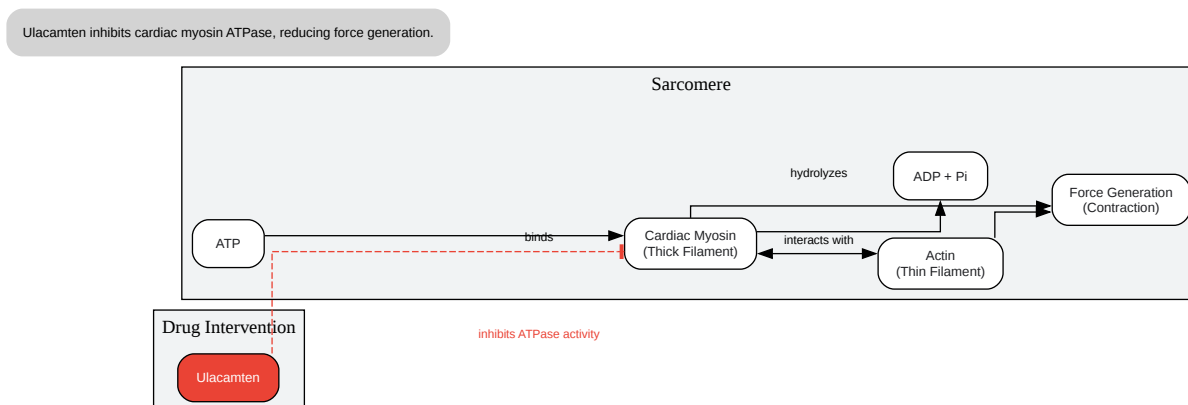 Ulacamten inhibits cardiac myosin ATPase, reducing force generation.
Sarcomere
hydrolyzes
ADP + Pi
Force Generation
(Contraction)
ATP
binds
Cardiac Myosin
(Thick Filament)
interacts with
Actin
(Thin Filament)
Drug Intervention
inhibits ATPase activity
Ulacamten